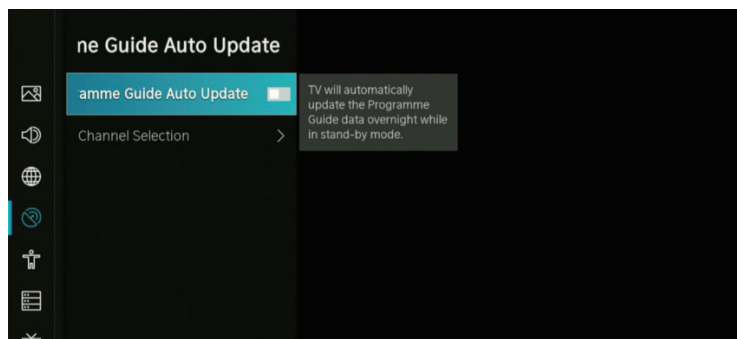 ne Guide Auto Update
amme Guide Auto Update
TV will automatically
update the Programme
Guide data overnight while
in stand-by mode.
Channel Selection